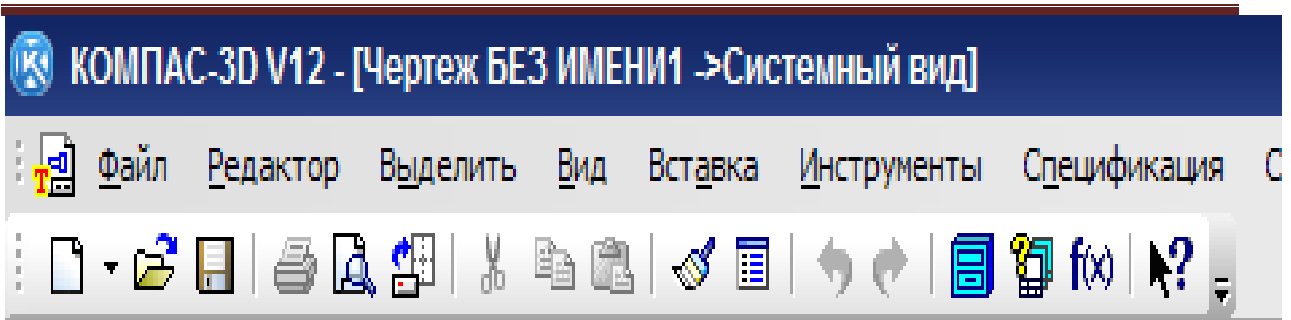 КОМПАС-3D V12 - [Чертеж БЕЗ ИМЕНИ1 ->Системный вид]
Файл Редактор Выделить Вид Вставка Инструменты Спецификация С
f(x) ?